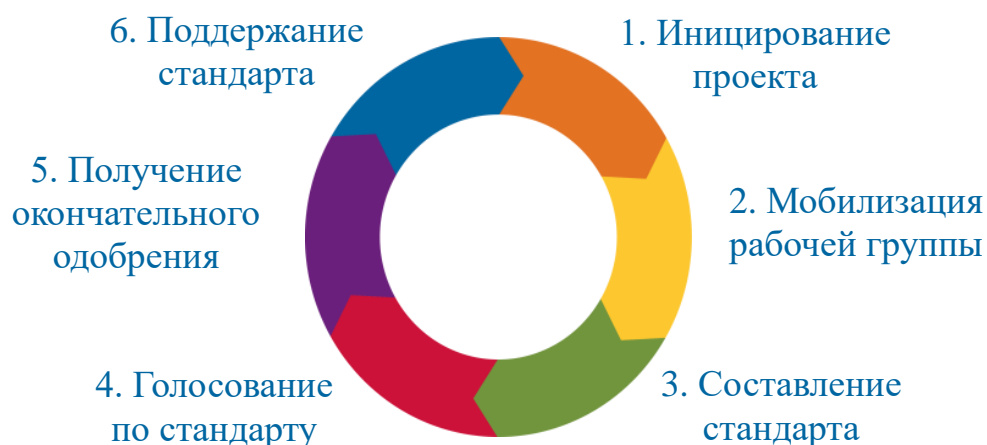 1. Иницирование
проекта
2. Мобилизация
рабочей группы
3. Составление
стандарта
4. Голосование
по стандарту
5. Получение
окончательного
одобрения
6. Поддержание
стандарта